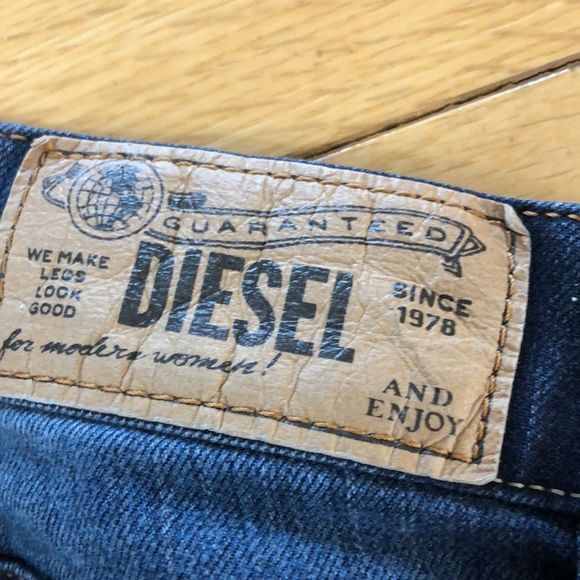 GUARANTEED
WE MAKE
LEGS
LOOK
GOOD
DIESEL
SINCE
1978
for modern women!
AND
ENJOY